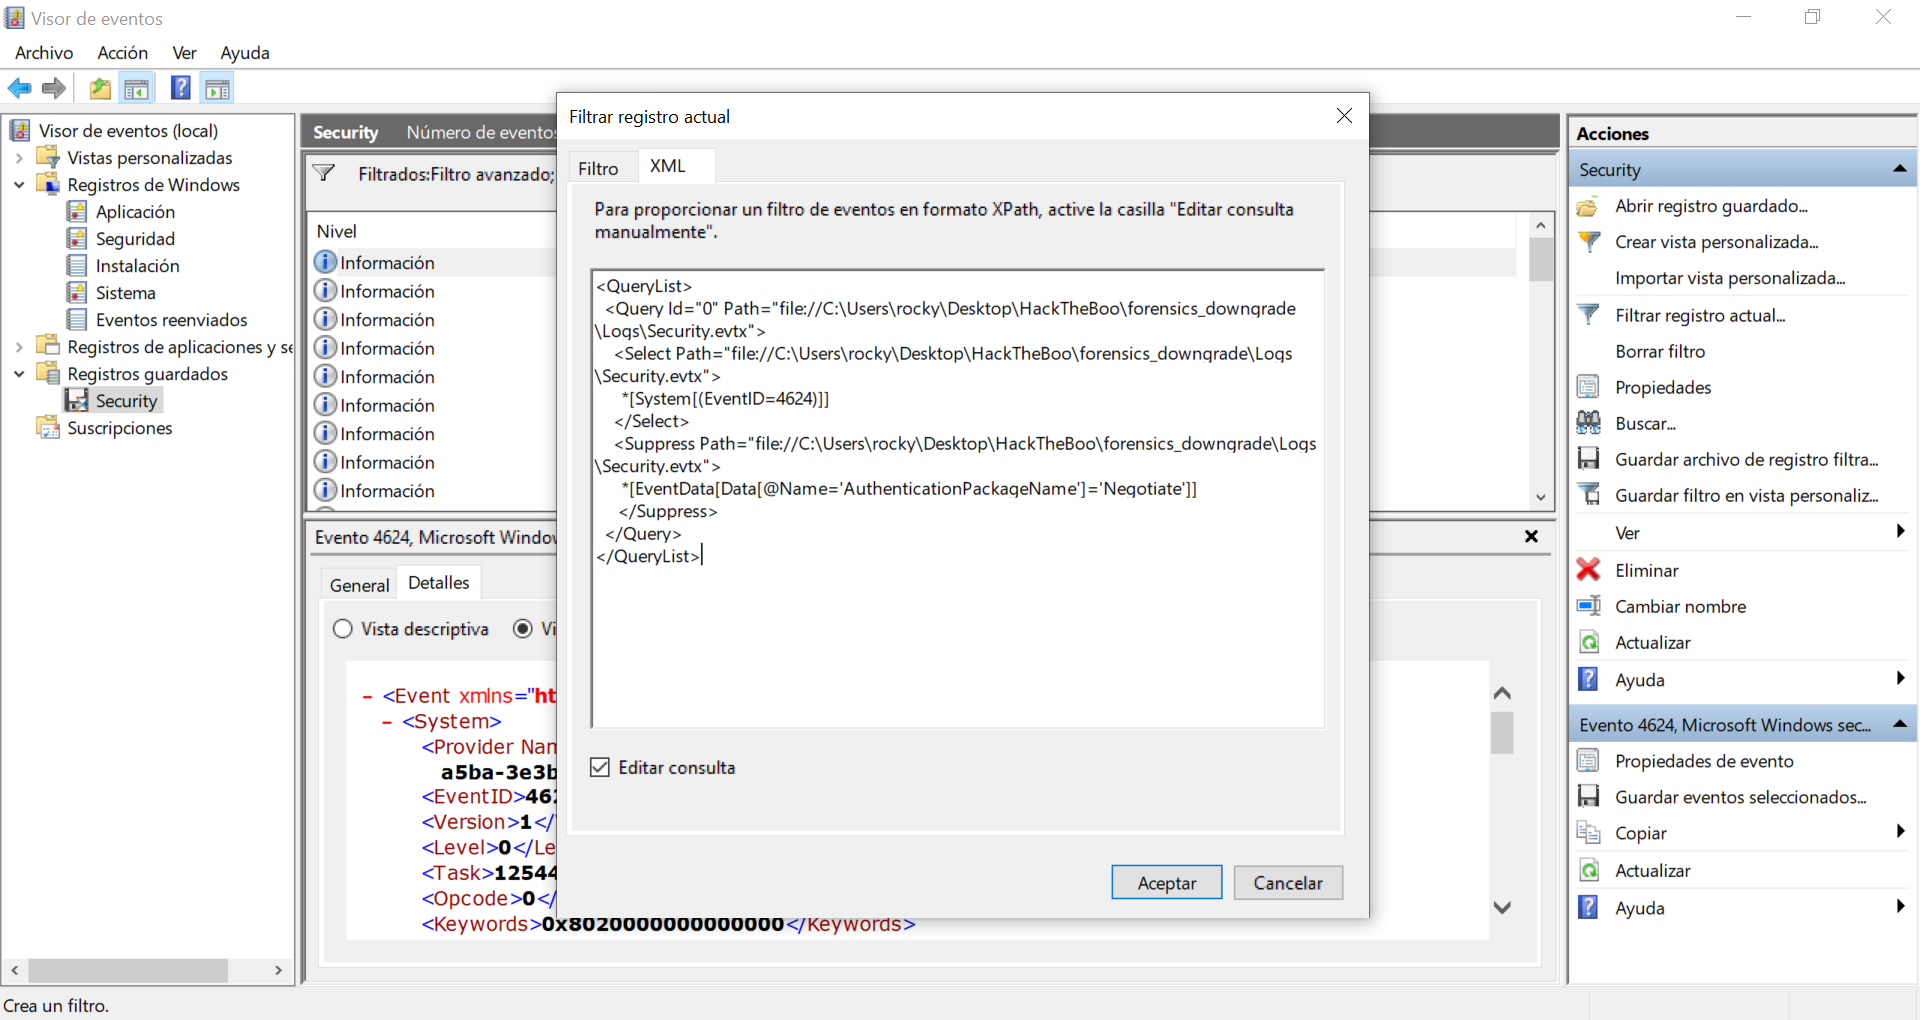 Visor de eventos
Archivo Acción Ver Ayuda
Visor de eventos (local)
Vistas personalizadas
Registros de Windows
Aplicación
Seguridad
Instalación
Sistema
Eventos reenviados
Registros de aplicaciones y se
Registros guardados
Security
Suscripciones
Security Número de eventos
Filtrados:Filtro avanzado;
Nivel
Información
Información
Información
Información
Información
Información
Información
Información
Información
Evento 4624, Microsoft Window
General Detalles
Vista descriptiva Vi
– <Event xmlns="ht
– <System>
<Provider Nam
a5ba-3e3b
<EventID>462
<Version>1</
<Level>0</Le
<Task>12544
<Opcode>0</
<Keywords>0x8020000000000000</Keywords>
Filtrar registro actual
Filtro XML
Para proporcionar un filtro de eventos en formato XPath, active la casilla "Editar consulta
manualmente".
<QueryList>
<Query Id="0" Path="file://C:\Users\rocky\Desktop\HackTheBoo\forensics_downgrade
\Logs\Security.evtx">
<Select Path="file://C:\Users\rocky\Desktop\HackTheBoo\forensics_downgrade\Logs
\Security.evtx">
*[System[(EventID=4624)]]
</Select>
<Suppress Path="file://C:\Users\rocky\Desktop\HackTheBoo\forensics_downgrade\Logs
\Security.evtx">
*[EventData[Data[@Name='AuthenticationPackageName']='Negotiate']]
</Suppress>
</Query>
</QueryList>
Editar consulta
Aceptar Cancelar
Acciones
Security
Abrir registro guardado...
Crear vista personalizada...
Importar vista personalizada...
Filtrar registro actual...
Borrar filtro
Propiedades
Buscar...
Guardar archivo de registro filtra...
Guardar filtro en vista personaliz...
Ver
Eliminar
Cambiar nombre
Actualizar
Ayuda
Evento 4624, Microsoft Windows sec...
Propiedades de evento
Guardar eventos seleccionados...
Copiar
Actualizar
Ayuda
Crea un filtro.